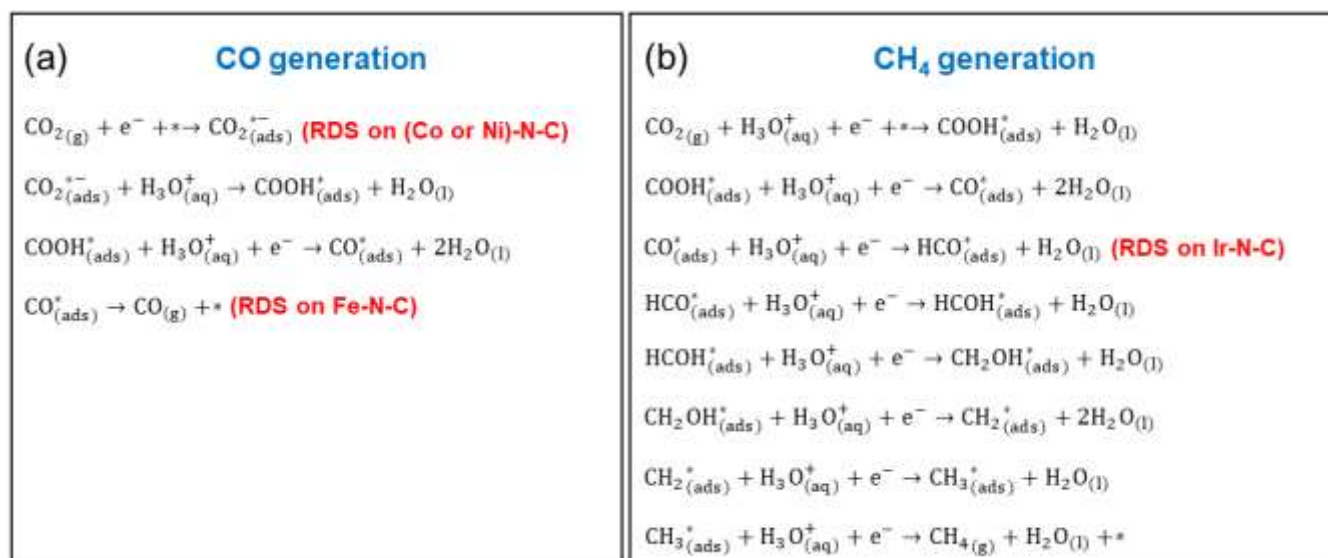 (a) CO generation
CO₂₍g₎ + e⁻ + * → CO₂*⁻(ads) (RDS on (Co or Ni)-N-C)
CO₂*⁻(ads) + H₃O⁺(aq) → COOH*(ads) + H₂O(l)
COOH*(ads) + H₃O⁺(aq) + e⁻ → CO*(ads) + 2H₂O(l)
CO*(ads) → CO(g) + * (RDS on Fe-N-C)
(b) CH₄ generation
CO₂(g) + H₃O⁺(aq) + e⁻ + * → COOH*(ads) + H₂O(l)
COOH*(ads) + H₃O⁺(aq) + e⁻ → CO*(ads) + 2H₂O(l)
CO*(ads) + H₃O⁺(aq) + e⁻ → HCO*(ads) + H₂O(l) (RDS on Ir-N-C)
HCO*(ads) + H₃O⁺(aq) + e⁻ → HCOH*(ads) + H₂O(l)
HCOH*(ads) + H₃O⁺(aq) + e⁻ → CH₂OH*(ads) + H₂O(l)
CH₂OH*(ads) + H₃O⁺(aq) + e⁻ → CH₂*(ads) + 2H₂O(l)
CH₂*(ads) + H₃O⁺(aq) + e⁻ → CH₃*(ads) + H₂O(l)
CH₃*(ads) + H₃O⁺(aq) + e⁻ → CH₄(g) + H₂O(l) + *